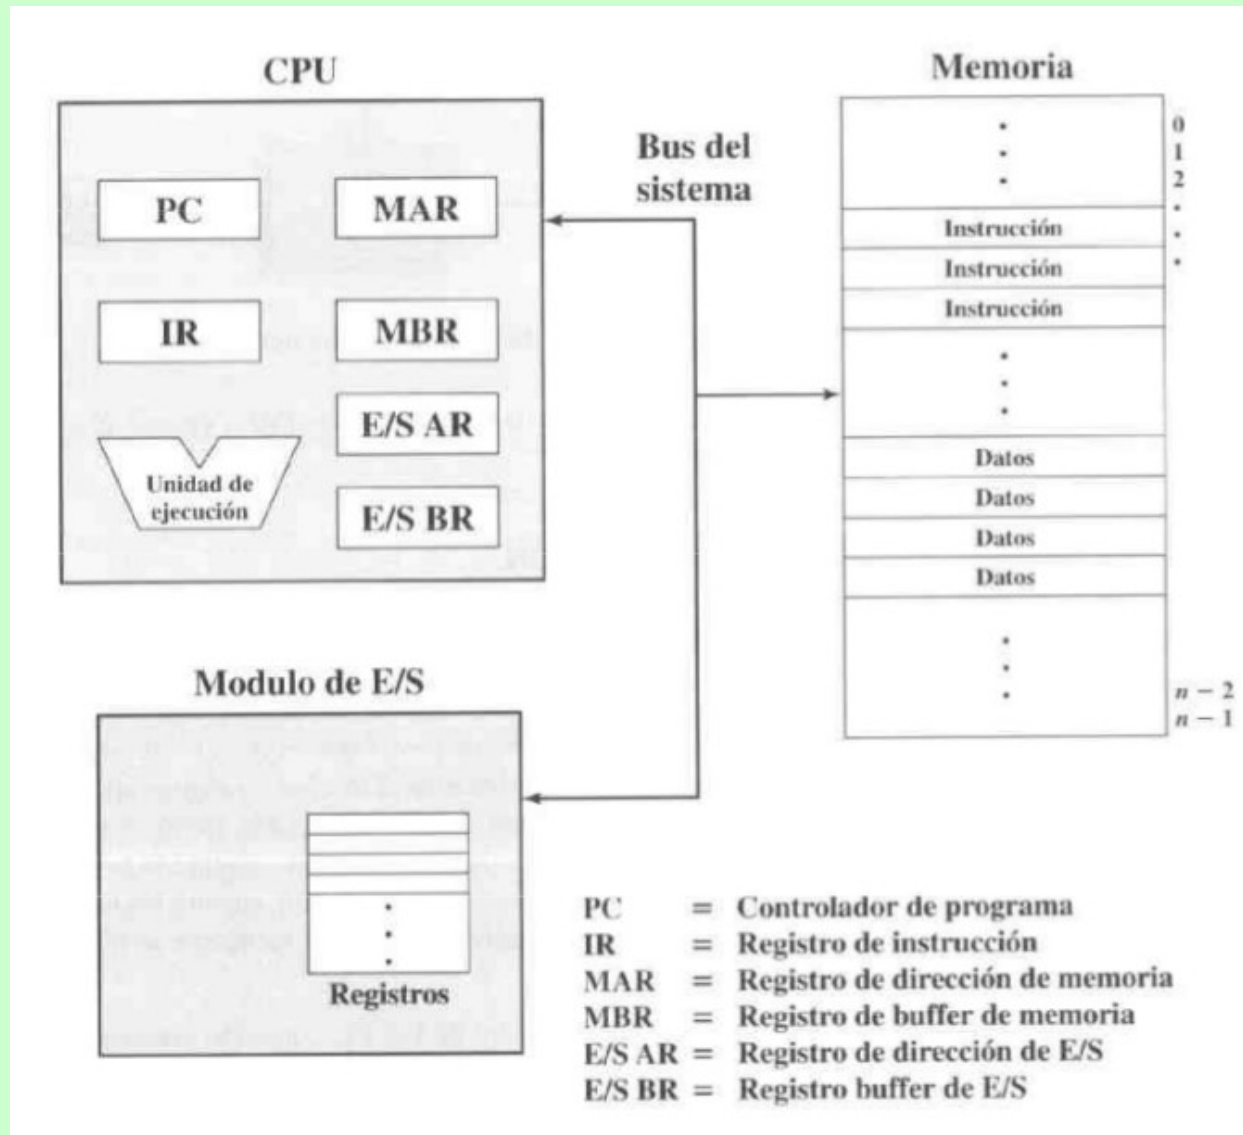 CPU
PC
MAR
IR
MBR
E/S AR
Unidad de
ejecución
E/S BR
Bus del
sistema
Memoria
0
1
2
Instrucción
Instrucción
Instrucción
Datos
Datos
Datos
Datos
n − 2
n − 1
Modulo de E/S
Registros
PC = Controlador de programa
IR = Registro de instrucción
MAR = Registro de dirección de memoria
MBR = Registro de buffer de memoria
E/S AR = Registro de dirección de E/S
E/S BR = Registro buffer de E/S